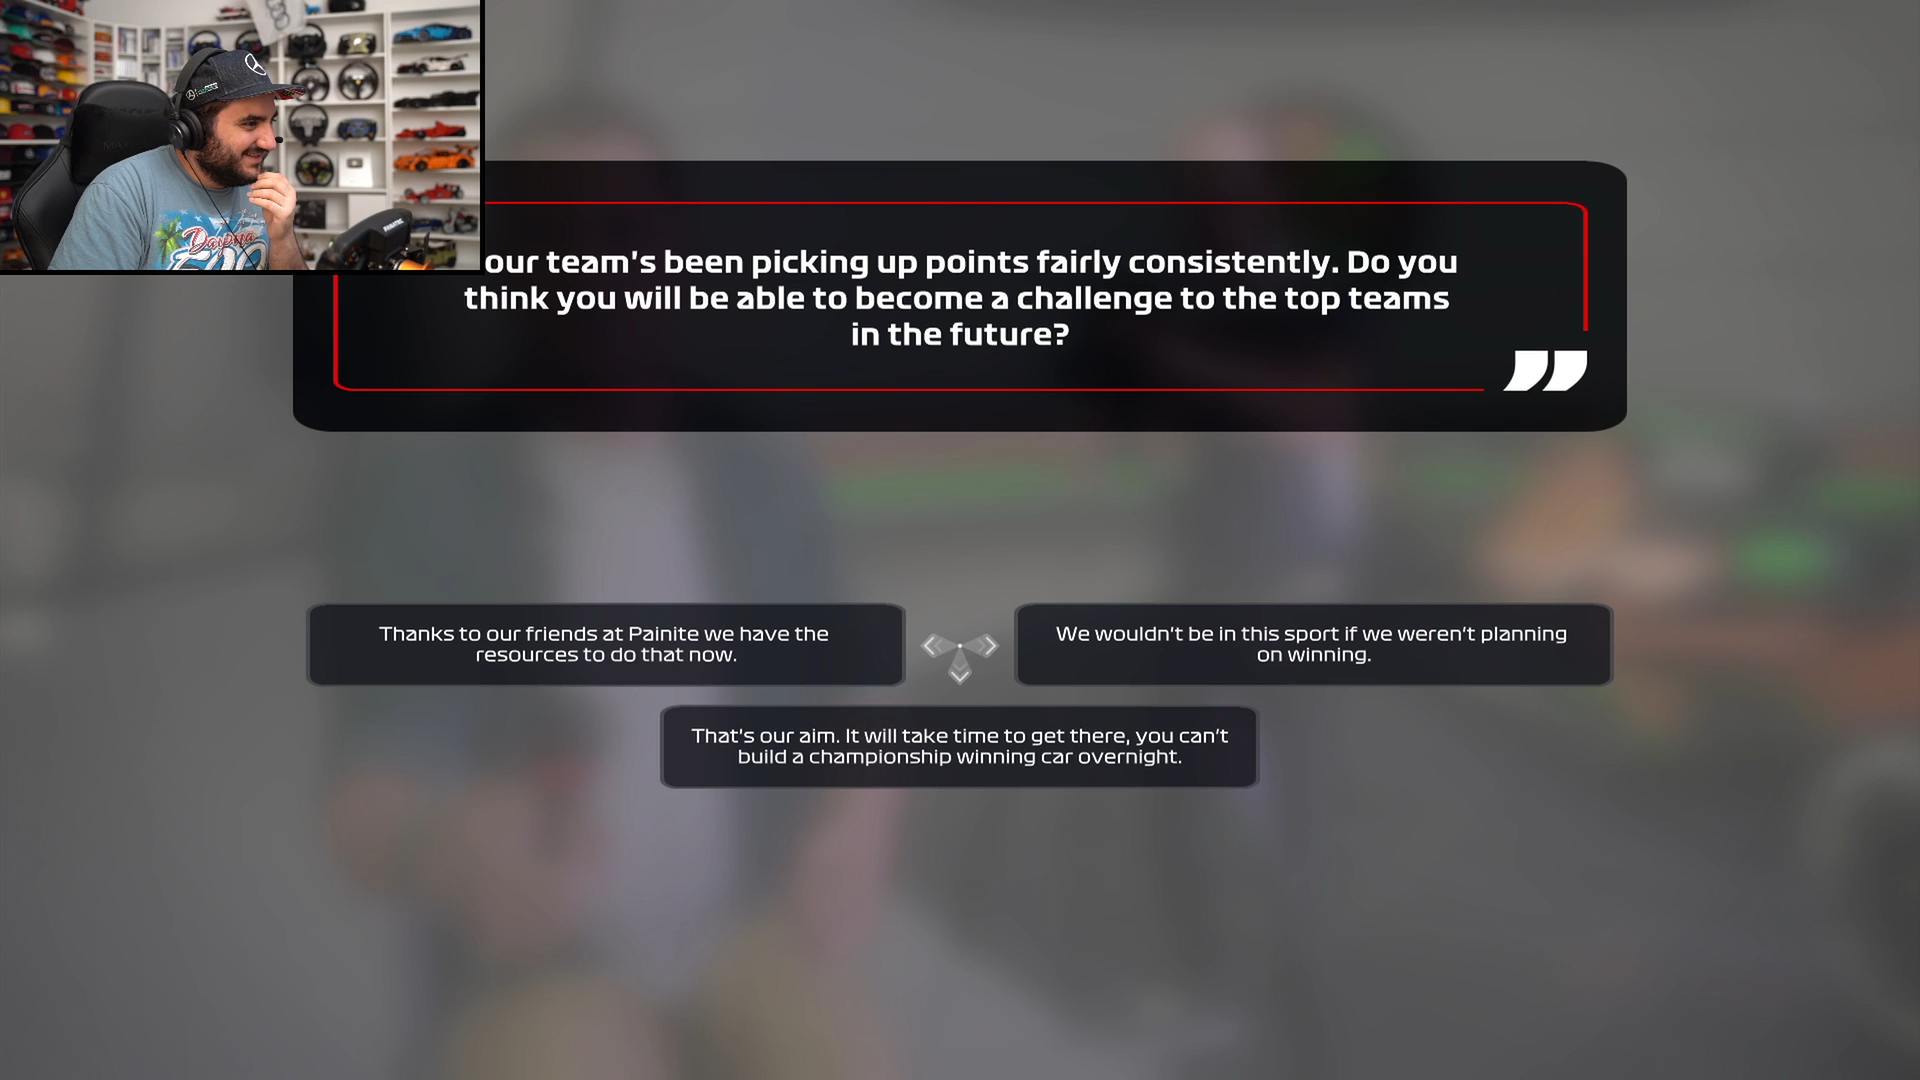 our team's been picking up points fairly consistently. Do you
think you will be able to become a challenge to the top teams
in the future?
Thanks to our friends at Painite we have the
resources to do that now.
We wouldn't be in this sport if we weren't planning
on winning.
That's our aim. It will take time to get there, you can't
build a championship winning car overnight.
Daytona
500
FANATEC